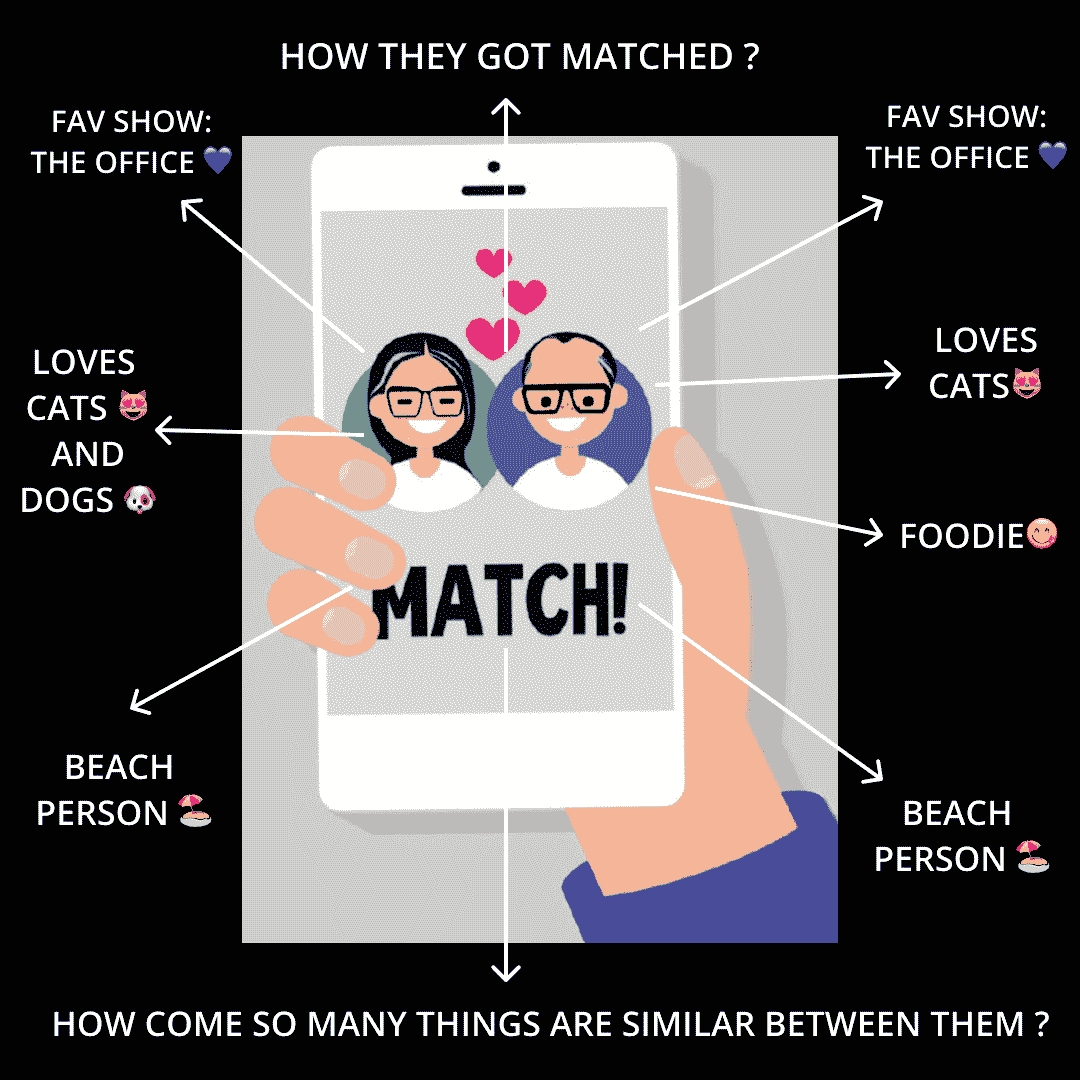 HOW THEY GOT MATCHED ?
FAV SHOW:
THE OFFICE 💙
FAV SHOW:
THE OFFICE 💙
LOVES
CATS 😻
AND
DOGS 🐶
LOVES
CATS😻
FOODIE😋
MATCH!
BEACH
PERSON 🏖
BEACH
PERSON 🏖
HOW COME SO MANY THINGS ARE SIMILAR BETWEEN THEM ?